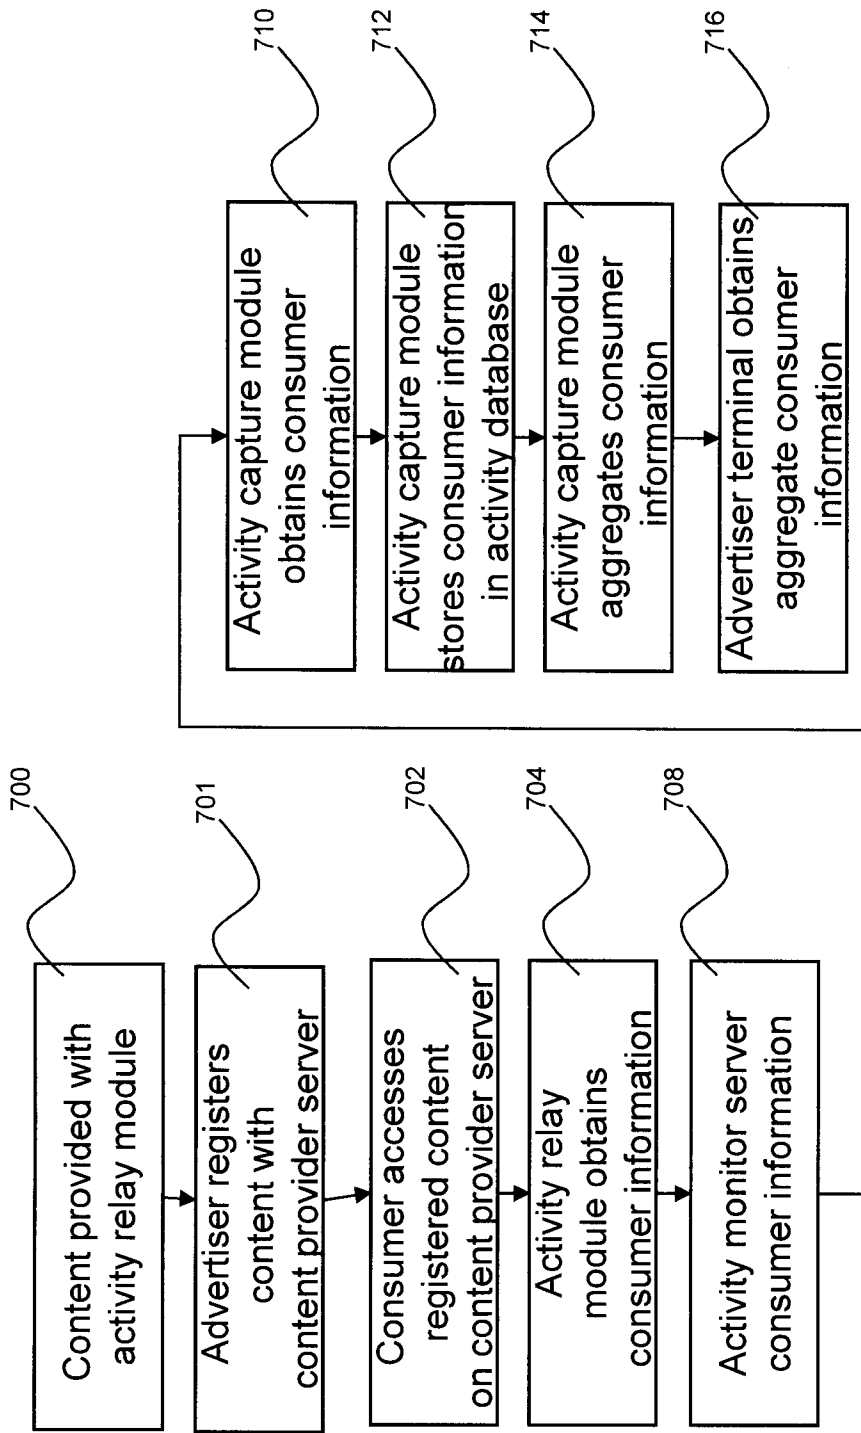 700
Content provided with
activity relay module
701
Advertiser registers
content with
content provider server
702
Consumer accesses
registered content
on content provider server
704
Activity relay
module obtains
consumer information
708
Activity monitor server
consumer information
710
Activity capture module
obtains consumer
information
712
Activity capture module
stores consumer information
in activity database
714
Activity capture module
aggregates consumer
information
716
Advertiser terminal obtains
aggregate consumer
information